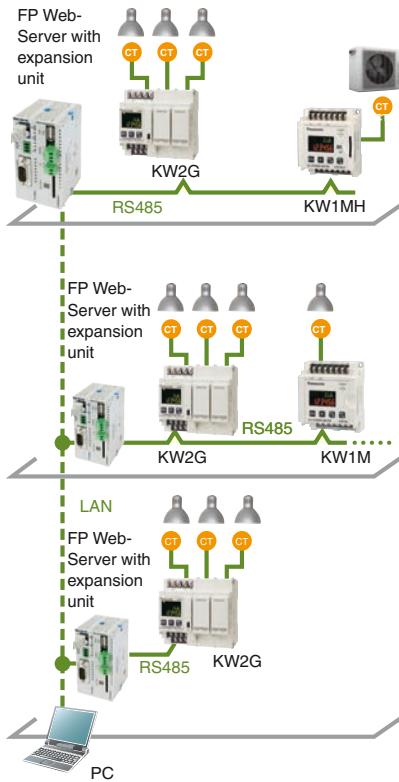 FP Web-
Server with
expansion
unit
CT CT CT
CT
KW2G
KW1MH
RS485
FP Web-
Server with
expansion
unit
CT CT CT
CT
RS485
KW2G
KW1M
LAN
FP Web-
Server with
expansion
unit
CT CT CT
RS485
KW2G
PC